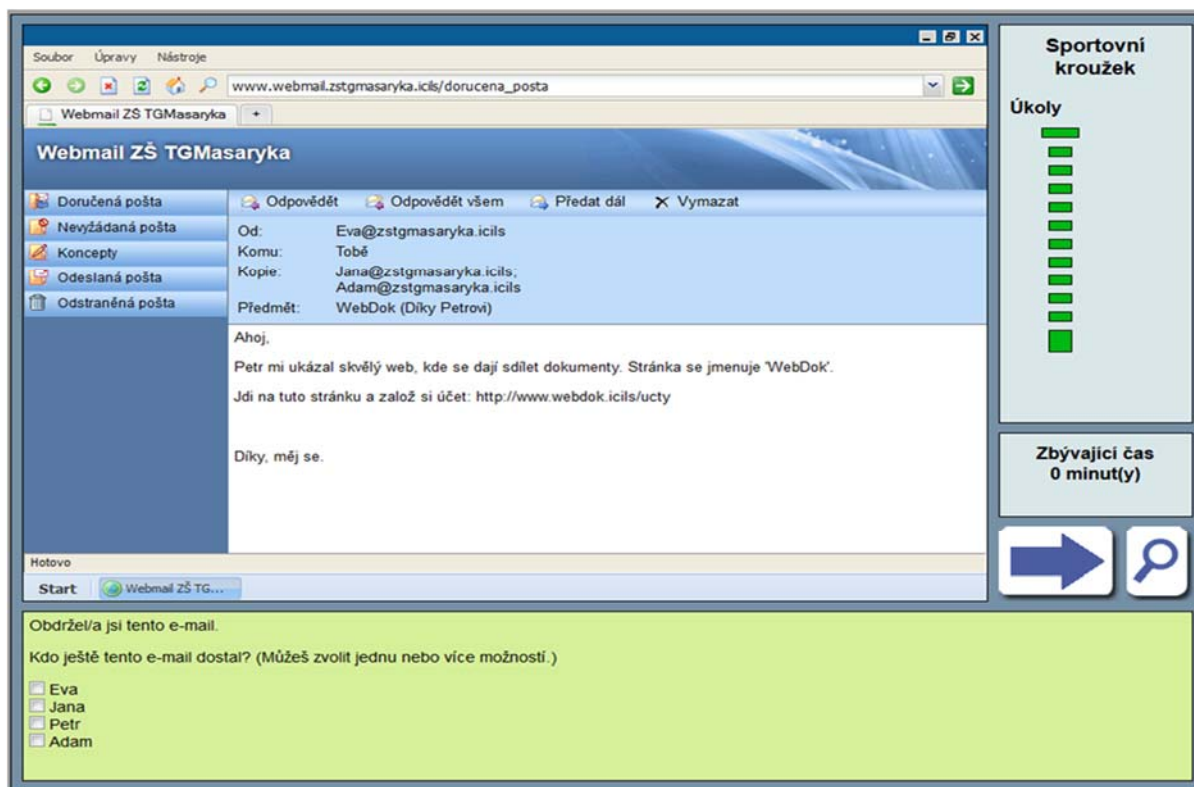 Soubor Úpravy Nástroje
www.webmail.zstgmasaryka.icils/dorucena_posta
Webmail ZŠ TGMasaryka +
Webmail ZŠ TGMasaryka
Doručená pošta
Nevyžádaná pošta
Koncepty
Odeslaná pošta
Odstraněná pošta
Odpovědět Odpovědět všem Předat dál Vymazat
Od: Eva@zstgmasaryka.icils
Komu: Tobě
Kopie: Jana@zstgmasaryka.icils;
Adam@zstgmasaryka.icils
Předmět: WebDok (Díky Petrovi)
Ahoj,
Petr mi ukázal skvělý web, kde se dají sdílet dokumenty. Stránka se jmenuje 'WebDok'.
Jdi na tuto stránku a založ si účet: http://www.webdok.icils/ucty
Díky, měj se.
Hotovo
Start Webmail ZŠ TG...
Sportovní
kroužek
Úkoly
Zbývající čas
0 minut(y)
Obdržel/a jsi tento e-mail.
Kdo ještě tento e-mail dostal? (Můžeš zvolit jednu nebo více možností.)
Eva
Jana
Petr
Adam